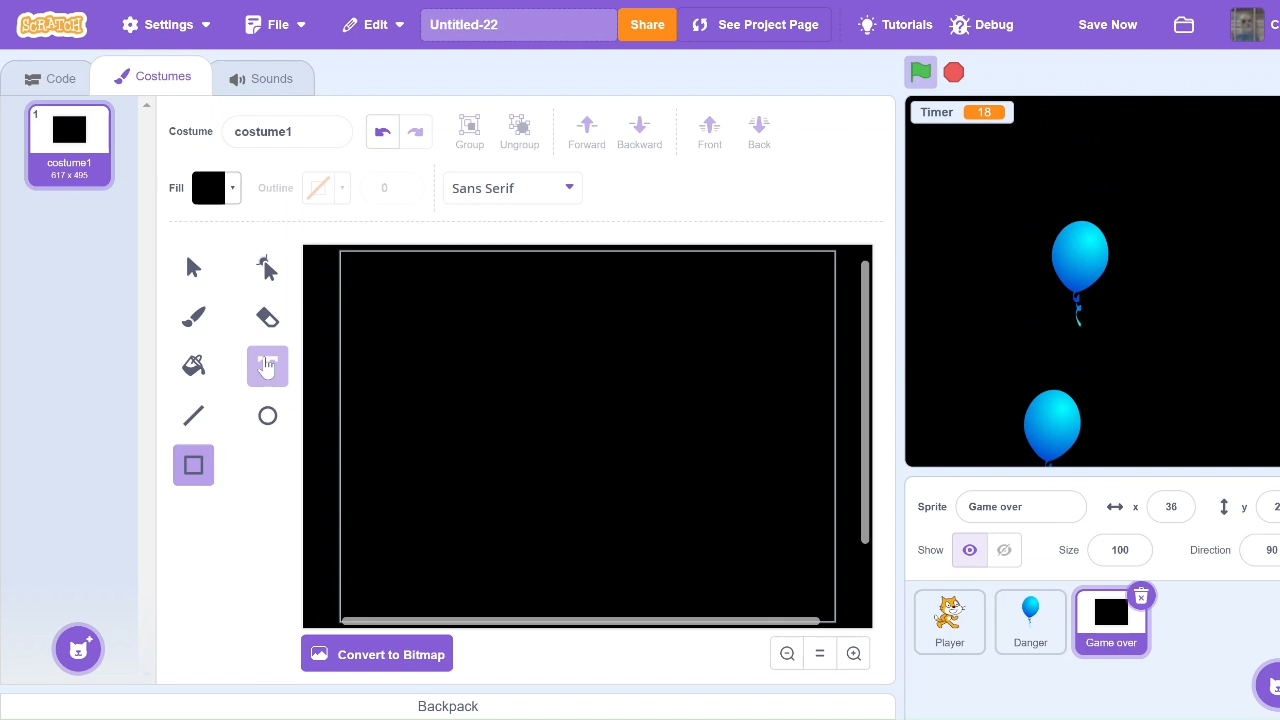 SCRATCH
Settings
File
Edit
Untitled-22
Share
See Project Page
Tutorials
Debug
Save Now
C
Code
Costumes
Sounds
1
costume1
617 x 495
Costume
costume1
Group
Ungroup
Forward
Backward
Front
Back
Fill
Outline
0
Sans Serif
Timer
18
Convert to Bitmap
Backpack
Sprite
Game over
x
36
y
2
Show
Size
100
Direction
90
Player
Danger
Game over